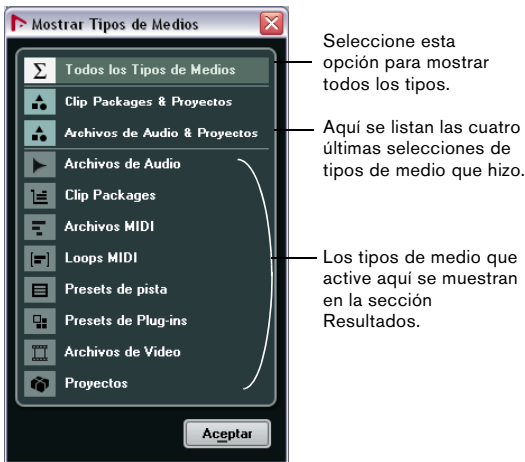 Mostrar Tipos de Medios
Todos los Tipos de Medios
Clip Packages & Proyectos
Archivos de Audio & Proyectos
Archivos de Audio
Clip Packages
Archivos MIDI
Loops MIDI
Presets de pista
Presets de Plug-ins
Archivos de Video
Proyectos
Aceptar
Seleccione esta
opción para mostrar
todos los tipos.
Aquí se listan las cuatro
últimas selecciones de
tipos de medio que hizo.
Los tipos de medio que
active aquí se muestran
en la sección
Resultados.